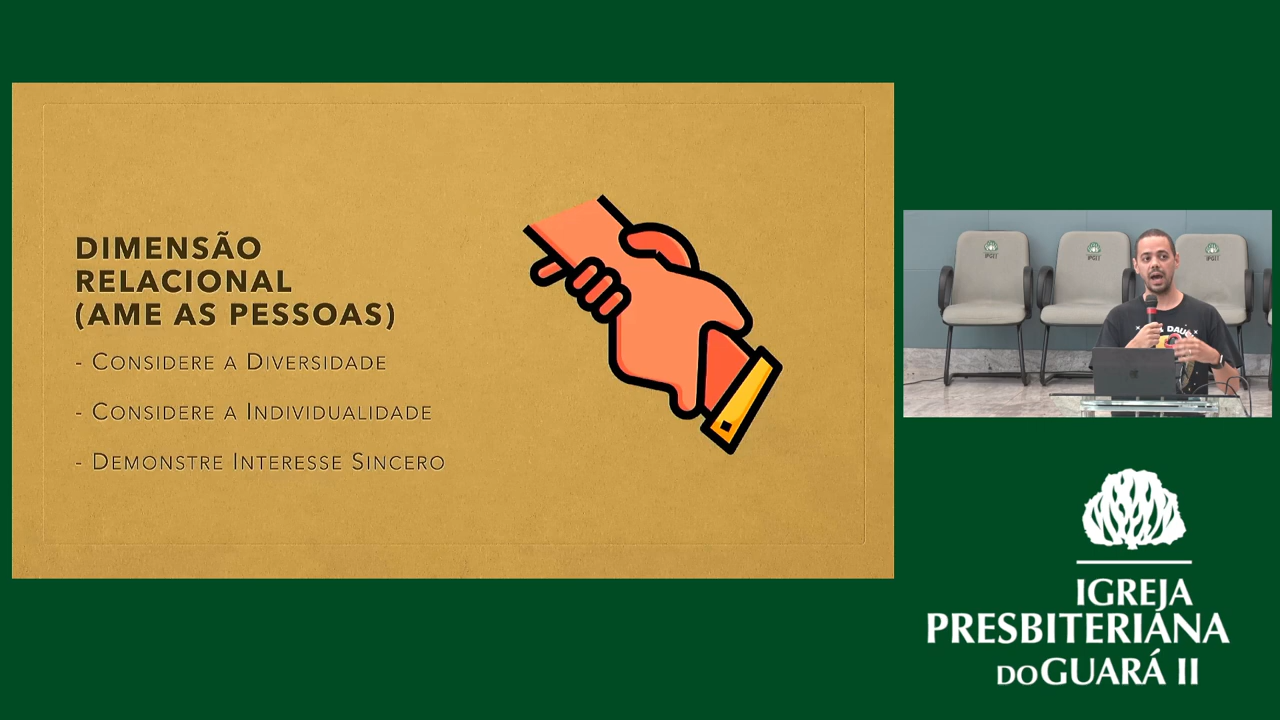 DIMENSÃO
RELACIONAL
(AME AS PESSOAS)
- CONSIDERE A DIVERSIDADE
- CONSIDERE A INDIVIDUALIDADE
- DEMONSTRE INTERESSE SINCERO
IGREJA
PRESBITERIANA
DO GUARÁ II